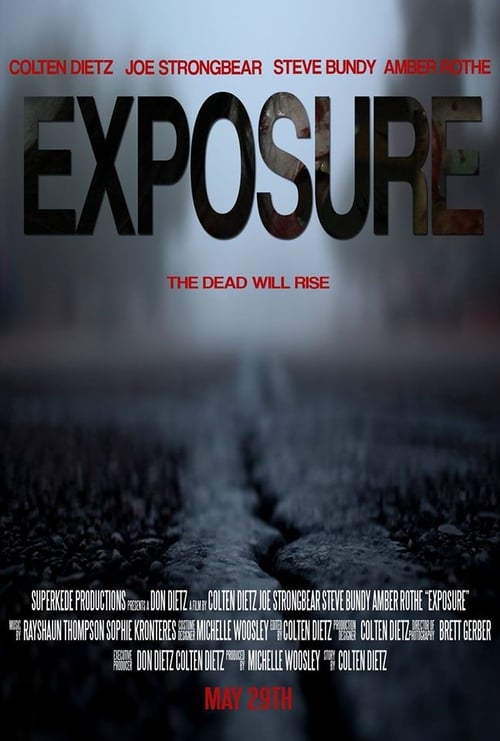 COLTEN DIETZ JOE STRONGBEAR STEVE BUNDY AMBER ROTHE
EXPOSURE
THE DEAD WILL RISE
SUPERKEDE PRODUCTIONS PRESENTS A DON DIETZ A FILM BY COLTEN DIETZ JOE STRONGBEAR STEVE BUNDY AMBER ROTHE "EXPOSURE"
MUSIC BY RAYSHAUN THOMPSON SOPHIE KRONTERES COSTUME DESIGNER MICHELLE WOOSLEY EDITED BY COLTEN DIETZ PRODUCTION DESIGNER COLTEN DIETZ DIRECTOR OF PHOTOGRAPHY BRETT GERBER
EXECUTIVE PRODUCER DON DIETZ COLTEN DIETZ PRODUCED BY MICHELLE WOOSLEY STORY BY COLTEN DIETZ
MAY 29TH